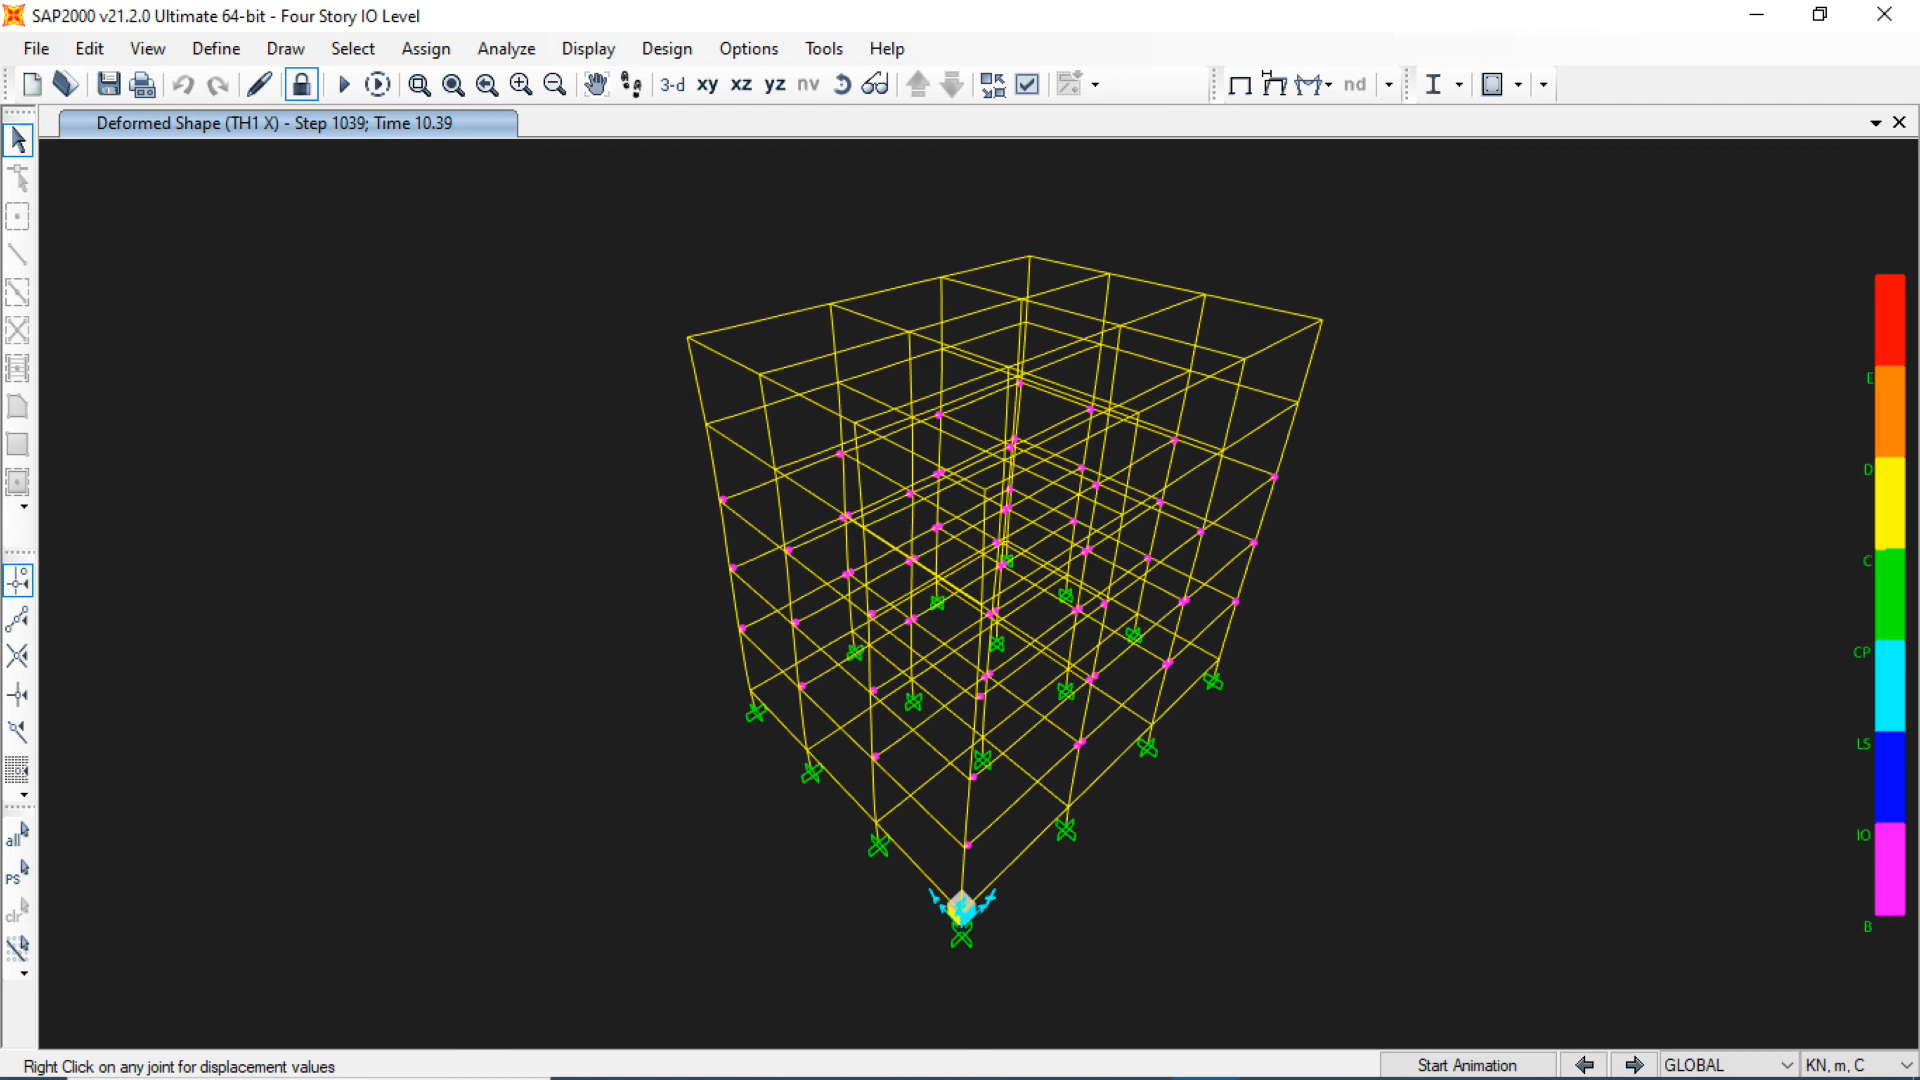 SAP2000 v21.2.0 Ultimate 64-bit - Four Story IO Level
File Edit View Define Draw Select Assign Analyze Display Design Options Tools Help
3-d xy xz yz nv nd
Deformed Shape (TH1 X) - Step 1039; Time 10.39
E
D
C
CP
LS
IO
B
all
PS
clr
Right Click on any joint for displacement values
Start Animation
GLOBAL
KN, m, C